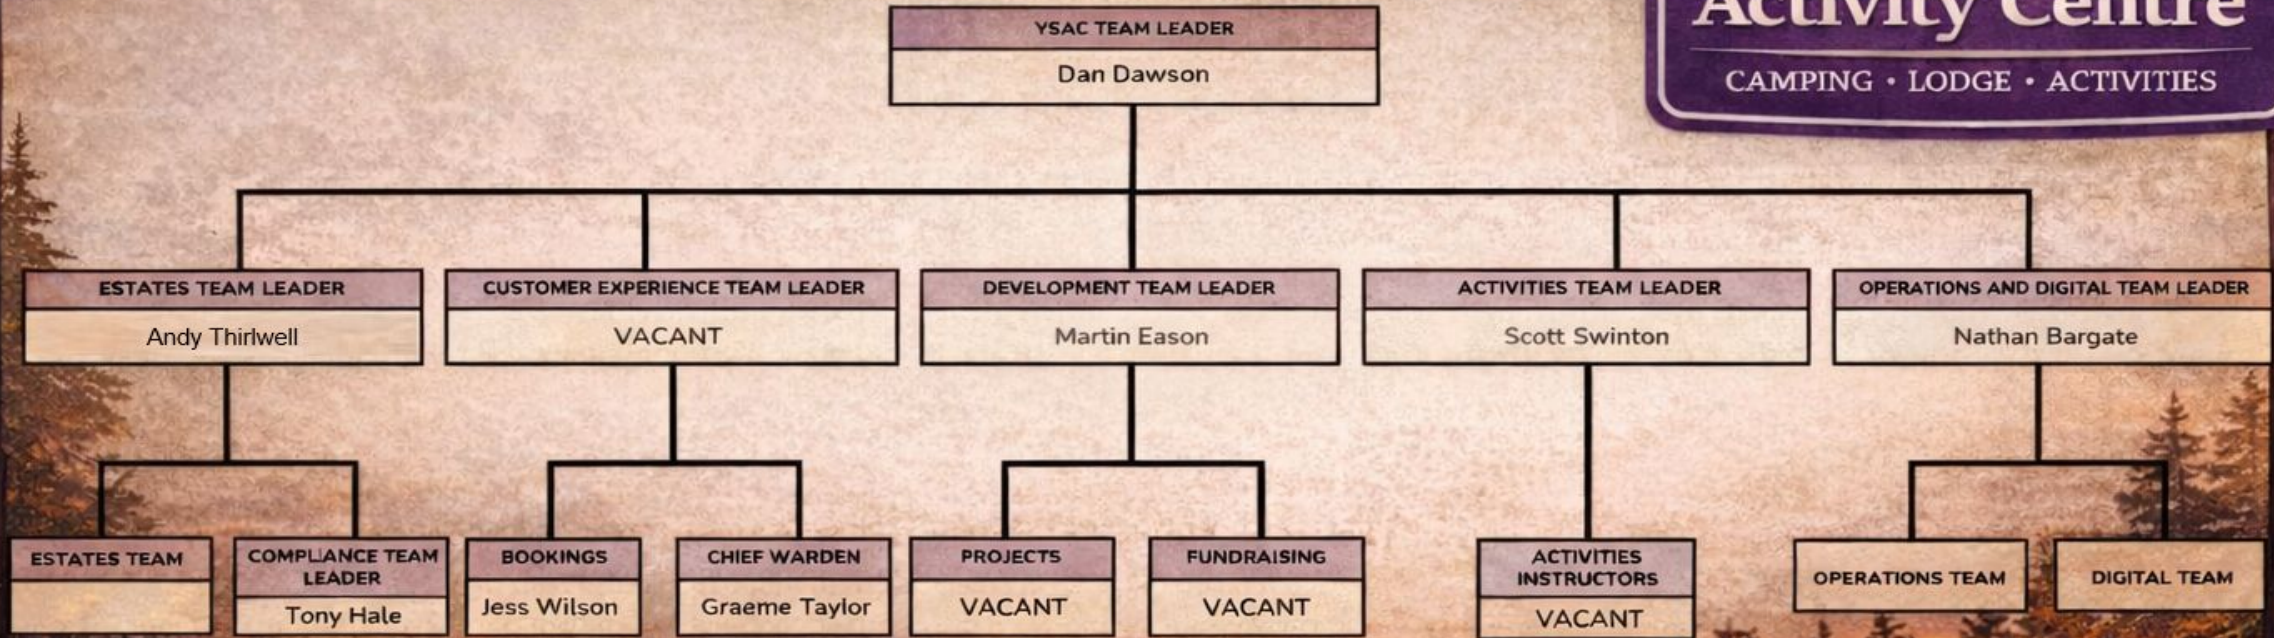 Activity Centre
CAMPING • LODGE • ACTIVITIES
YSAC TEAM LEADER
Dan Dawson
ESTATES TEAM LEADER
Andy Thirlwell
CUSTOMER EXPERIENCE TEAM LEADER
VACANT
DEVELOPMENT TEAM LEADER
Martin Eason
ACTIVITIES TEAM LEADER
Scott Swinton
OPERATIONS AND DIGITAL TEAM LEADER
Nathan Bargate
ESTATES TEAM
COMPLIANCE TEAM
LEADER
Tony Hale
BOOKINGS
Jess Wilson
CHIEF WARDEN
Graeme Taylor
PROJECTS
VACANT
FUNDRAISING
VACANT
ACTIVITIES
INSTRUCTORS
VACANT
OPERATIONS TEAM
DIGITAL TEAM